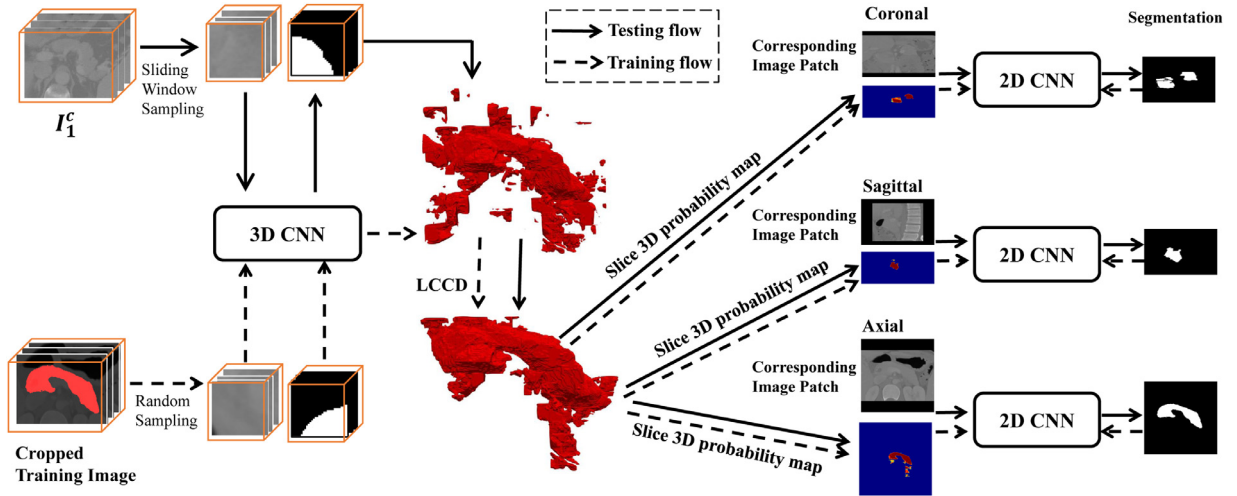 I₁ᶜ
Sliding
Window
Sampling
3D CNN
Cropped
Training Image
Random
Sampling
LCCD
Testing flow
Training flow
Slice 3D probability map
Slice 3D probability map
Slice 3D probability map
Coronal
Corresponding
Image Patch
2D CNN
Segmentation
Sagittal
Corresponding
Image Patch
2D CNN
Axial
Corresponding
Image Patch
2D CNN